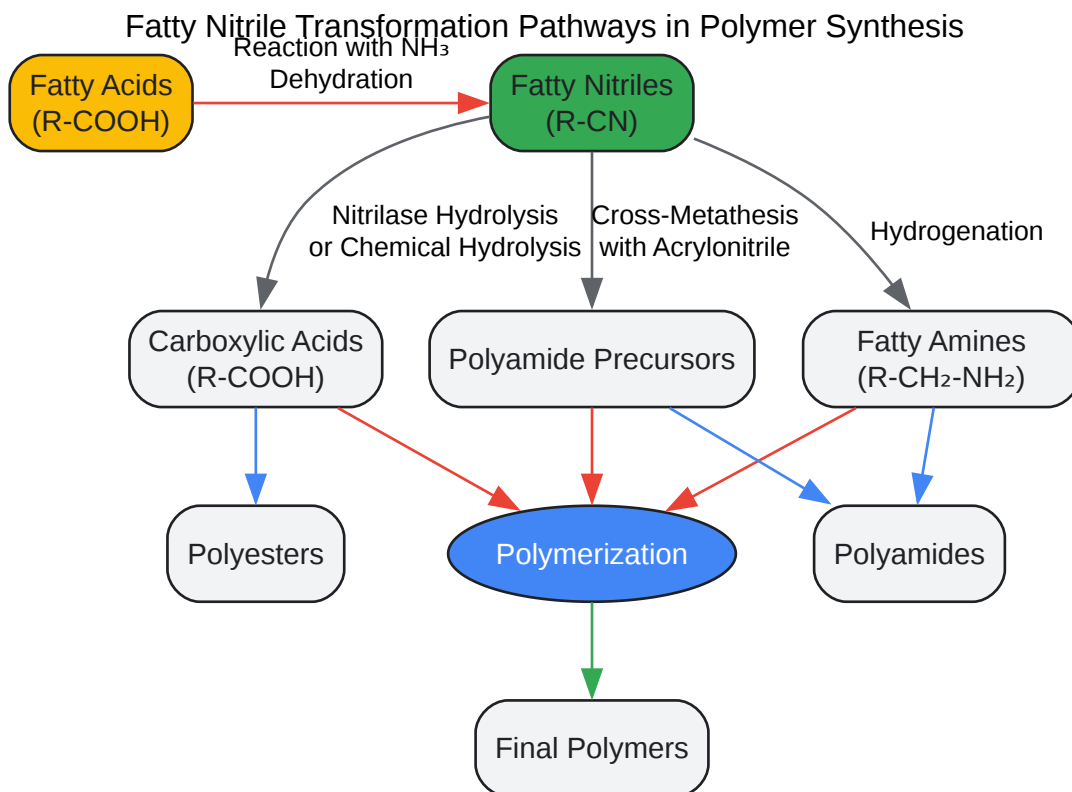 Fatty Nitrile Transformation Pathways in Polymer Synthesis
Reaction with NH₃
Dehydration
Fatty Acids
(R-COOH)
Fatty Nitriles
(R-CN)
Nitrilase Hydrolysis
or Chemical Hydrolysis
Cross-Metathesis
with Acrylonitrile
Hydrogenation
Carboxylic Acids
(R-COOH)
Polyamide Precursors
Fatty Amines
(R-CH₂-NH₂)
Polyesters
Polymerization
Polyamides
Final Polymers